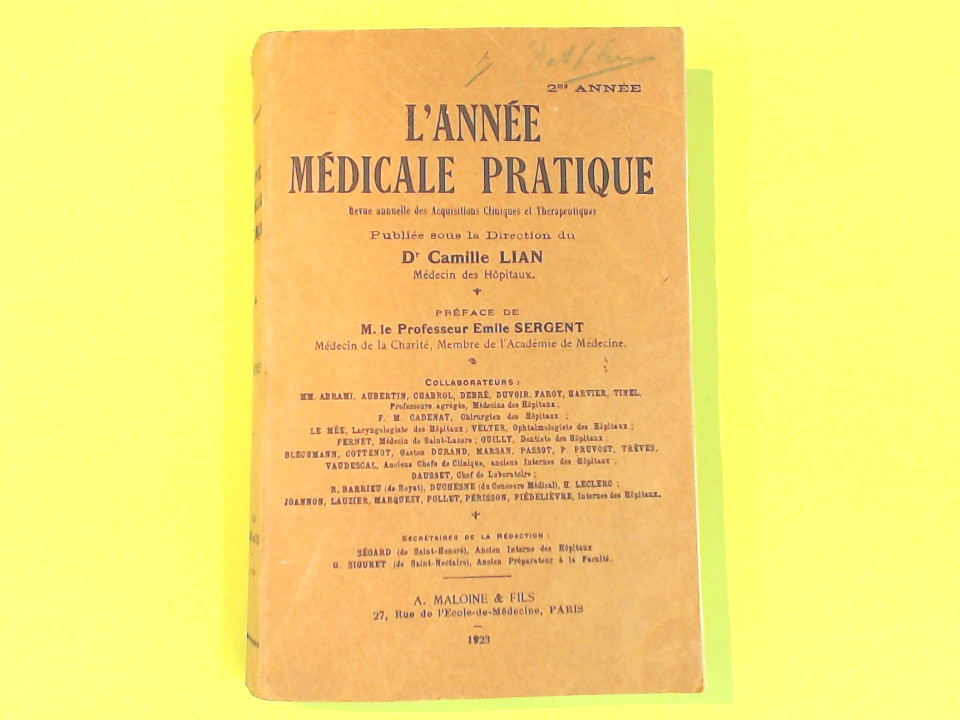 2me ANNÉE
L'ANNÉE
MÉDICALE PRATIQUE
Revue annuelle des Acquisitions Cliniques et Thérapeutiques
Publiée sous la Direction du
Dr Camille LIAN
Médecin des Hôpitaux.
PRÉFACE DE
M. le Professeur Emile SERGENT
Médecin de la Charité, Membre de l'Académie de Médecine.
COLLABORATEURS :
MM. ABRAMI, AUBERTIN, CHABROL, DEBRÉ, DUVOIR, FAROY, HARVIER, TINEL,
Professeurs agrégés, Médecins des Hôpitaux ;
F. M. CADENAT, Chirurgien des Hôpitaux ;
LE MÉE, Laryngologiste des Hôpitaux ; VELTER, Ophtalmologiste des Hôpitaux ;
FERNET, Médecin de Saint-Lazare ; QUILLY, Dentiste des Hôpitaux ;
BLECHMANN, COTTENOT, Gaston DURAND, MARSAN, PASSOT, P. PRUVOST, TRÈVES,
VAUDESCAL, Anciens Chefs de Clinique, anciens Internes des Hôpitaux ;
DAUSSET, Chef de Laboratoire ;
R. BARRIEU (de Royat), DUCHESNE (du Concours Médical), H. LECLERC ;
JOANNON, LAUZIER, MARQUEZY, POLLET, PÉRISSON, PIÉDELIÈVRE, Internes des Hôpitaux.
SECRÉTAIRES DE LA RÉDACTION :
SÉGARD (de Saint-Honoré), Ancien Interne des Hôpitaux
G. SIGURET (de Saint-Nectaire), Ancien Préparateur à la Faculté.
A. MALOINE & FILS
27, Rue de l'Ecole-de-Médecine, PARIS
1923